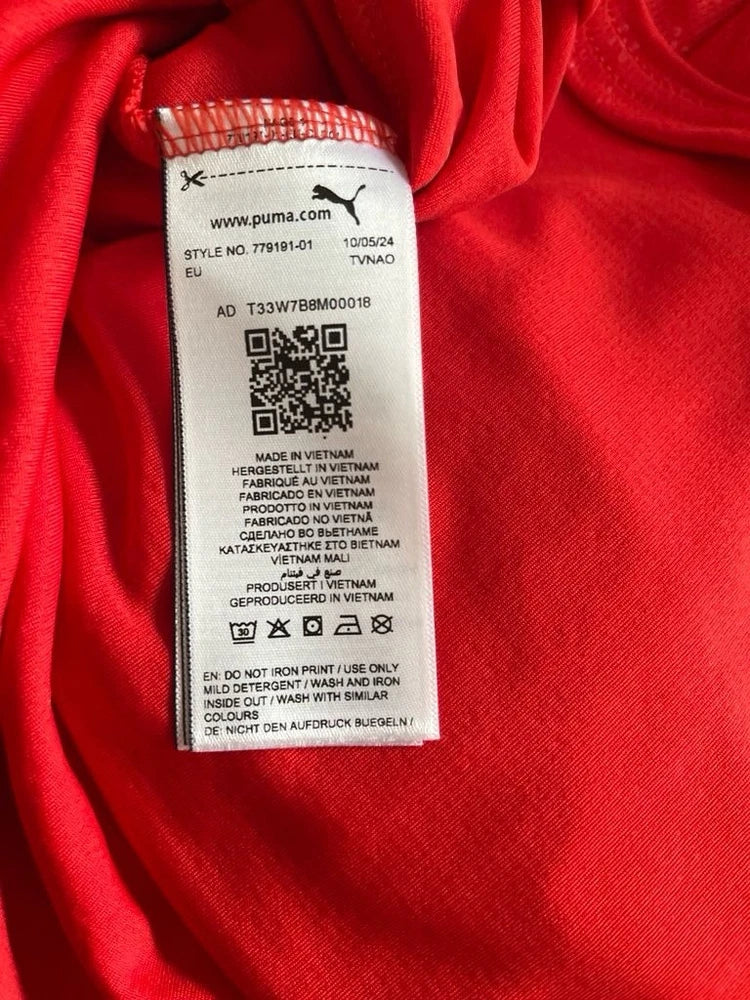 www.puma.com
STYLE NO. 779191-01 10/05/24
EU TVNAO
AD T33W7B8M00018
MADE IN VIETNAM
HERGESTELLT IN VIETNAM
FABRIQUÉ AU VIETNAM
FABRICADO EN VIETNAM
PRODOTTO IN VIETNAM
FABRICADO NO VIETNÃ
СДЕЛАНО ВО ВЬЕТНАМЕ
ΚΑΤΑΣΚΕΥΑΣΤΗΚΕ ΣΤΟ ΒΙΕΤΝΑΜ
VİETNAM MALI
صنع في فيتنام
PRODUSERT I VIETNAM
GEPRODUCEERD IN VIETNAM
30
EN: DO NOT IRON PRINT / USE ONLY
MILD DETERGENT / WASH AND IRON
INSIDE OUT / WASH WITH SIMILAR
COLOURS
DE: NICHT DEN AUFDRUCK BUEGELN /